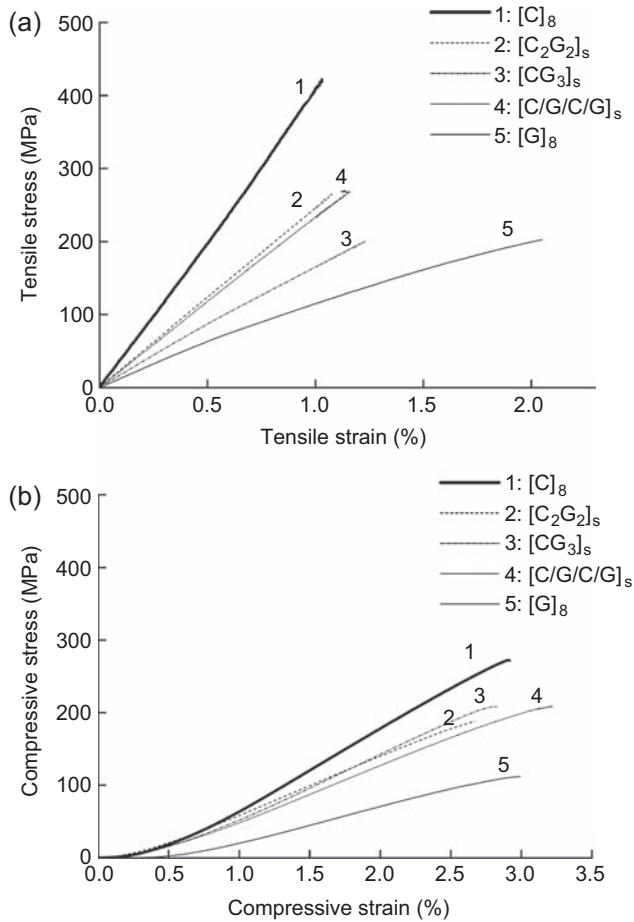 (a)
500
400
300
200
100
0
Tensile stress (MPa)
0.0 0.5 1.0 1.5 2.0
Tensile strain (%)
1: [C]₈
2: [C₂G₂]ₛ
3: [CG₃]ₛ
4: [C/G/C/G]ₛ
5: [G]₈
1
2
4
3
5
(b)
500
400
300
200
100
0
Compressive stress (MPa)
0.0 0.5 1.0 1.5 2.0 2.5 3.0 3.5
Compressive strain (%)
1: [C]₈
2: [C₂G₂]ₛ
3: [CG₃]ₛ
4: [C/G/C/G]ₛ
5: [G]₈
1
3
4
2
5